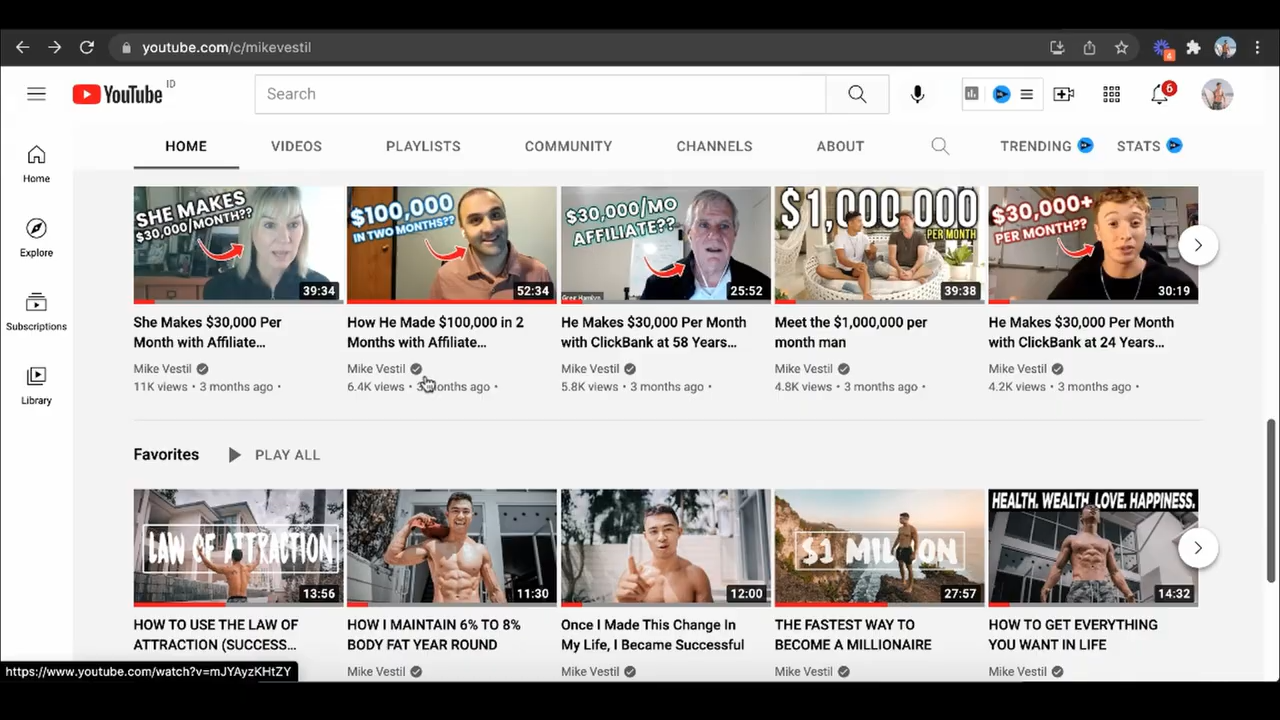 youtube.com/c/mikevestil
4
YouTube ID
Search
6
HOME VIDEOS PLAYLISTS COMMUNITY CHANNELS ABOUT TRENDING STATS
Home
Explore
Subscriptions
Library
SHE MAKES
$30,000/MONTH??
39:34
$100,000
IN TWO MONTHS??
52:34
$30,000/MO
AFFILIATE??
Greg Hamlyn
25:52
$1,000,000
PER MONTH
39:38
$30,000+
PER MONTH??
30:19
She Makes $30,000 Per
Month with Affiliate...
Mike Vestil
11K views • 3 months ago •
How He Made $100,000 in 2
Months with Affiliate...
Mike Vestil
6.4K views • 3 months ago •
He Makes $30,000 Per Month
with ClickBank at 58 Years...
Mike Vestil
5.8K views • 3 months ago •
Meet the $1,000,000 per
month man
Mike Vestil
4.8K views • 3 months ago •
He Makes $30,000 Per Month
with ClickBank at 24 Years...
Mike Vestil
4.2K views • 3 months ago •
Favorites PLAY ALL
LAW OF ATTRACTION
13:56
11:30
12:00
$1 MILLION
27:57
HEALTH. WEALTH. LOVE. HAPPINESS.
14:32
HOW TO USE THE LAW OF
ATTRACTION (SUCCESS...
HOW I MAINTAIN 6% TO 8%
BODY FAT YEAR ROUND
Mike Vestil
Once I Made This Change In
My Life, I Became Successful
Mike Vestil
THE FASTEST WAY TO
BECOME A MILLIONAIRE
Mike Vestil
HOW TO GET EVERYTHING
YOU WANT IN LIFE
Mike Vestil
https://www.youtube.com/watch?v=mJYAyzKHtZY